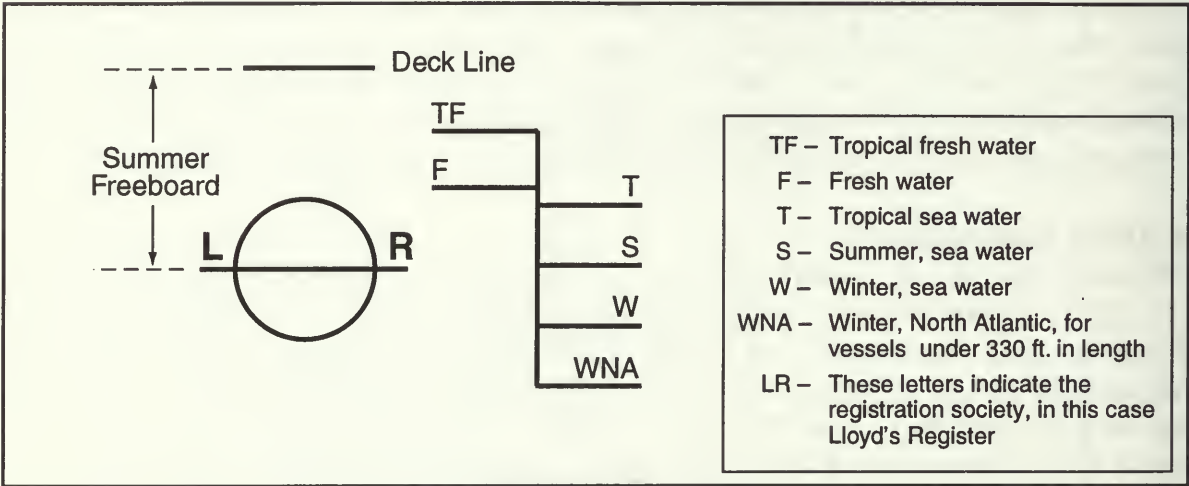 Deck Line
Summer
Freeboard
TF
F
T
S
W
WNA
L R
TF – Tropical fresh water
F – Fresh water
T – Tropical sea water
S – Summer, sea water
W – Winter, sea water
WNA – Winter, North Atlantic, for
vessels under 330 ft. in length
LR – These letters indicate the
registration society, in this case
Lloyd's Register